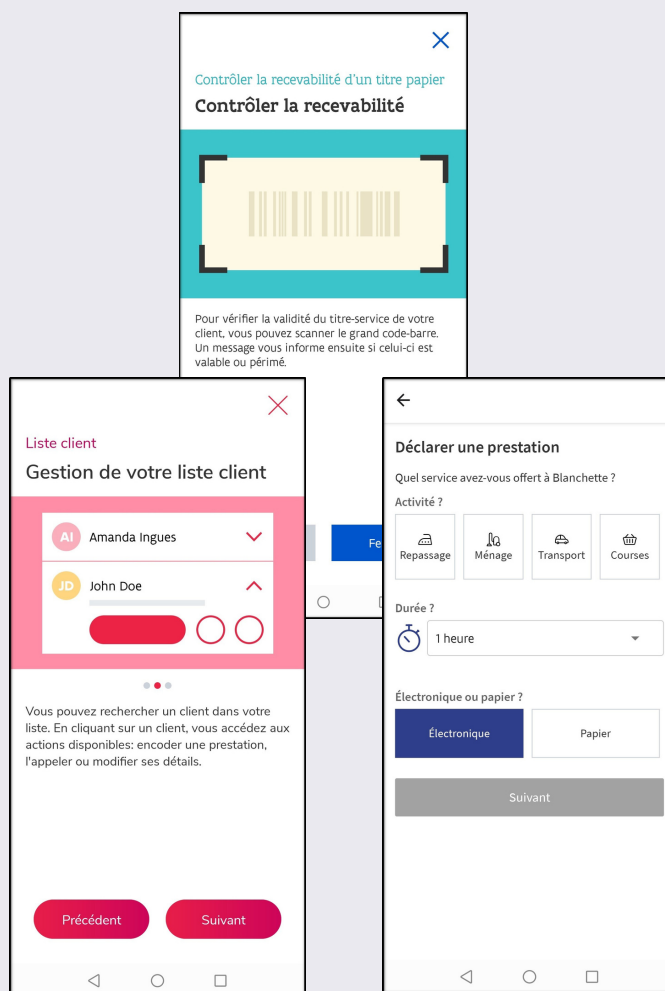 Contrôler la recevabilité d'un titre papier
Contrôler la recevabilité
Pour vérifier la validité du titre-service de votre
client, vous pouvez scanner le grand code-barre.
Un message vous informe ensuite si celui-ci est
valable ou périmé.
Fe
Liste client
Gestion de votre liste client
AI Amanda Ingues
JD John Doe
Vous pouvez rechercher un client dans votre
liste. En cliquant sur un client, vous accédez aux
actions disponibles: encoder une prestation,
l'appeler ou modifier ses détails.
Précédent Suivant
Déclarer une prestation
Quel service avez-vous offert à Blanchette ?
Activité ?
Repassage Ménage Transport Courses
Durée ?
1 heure
Électronique ou papier ?
Électronique Papier
Suivant